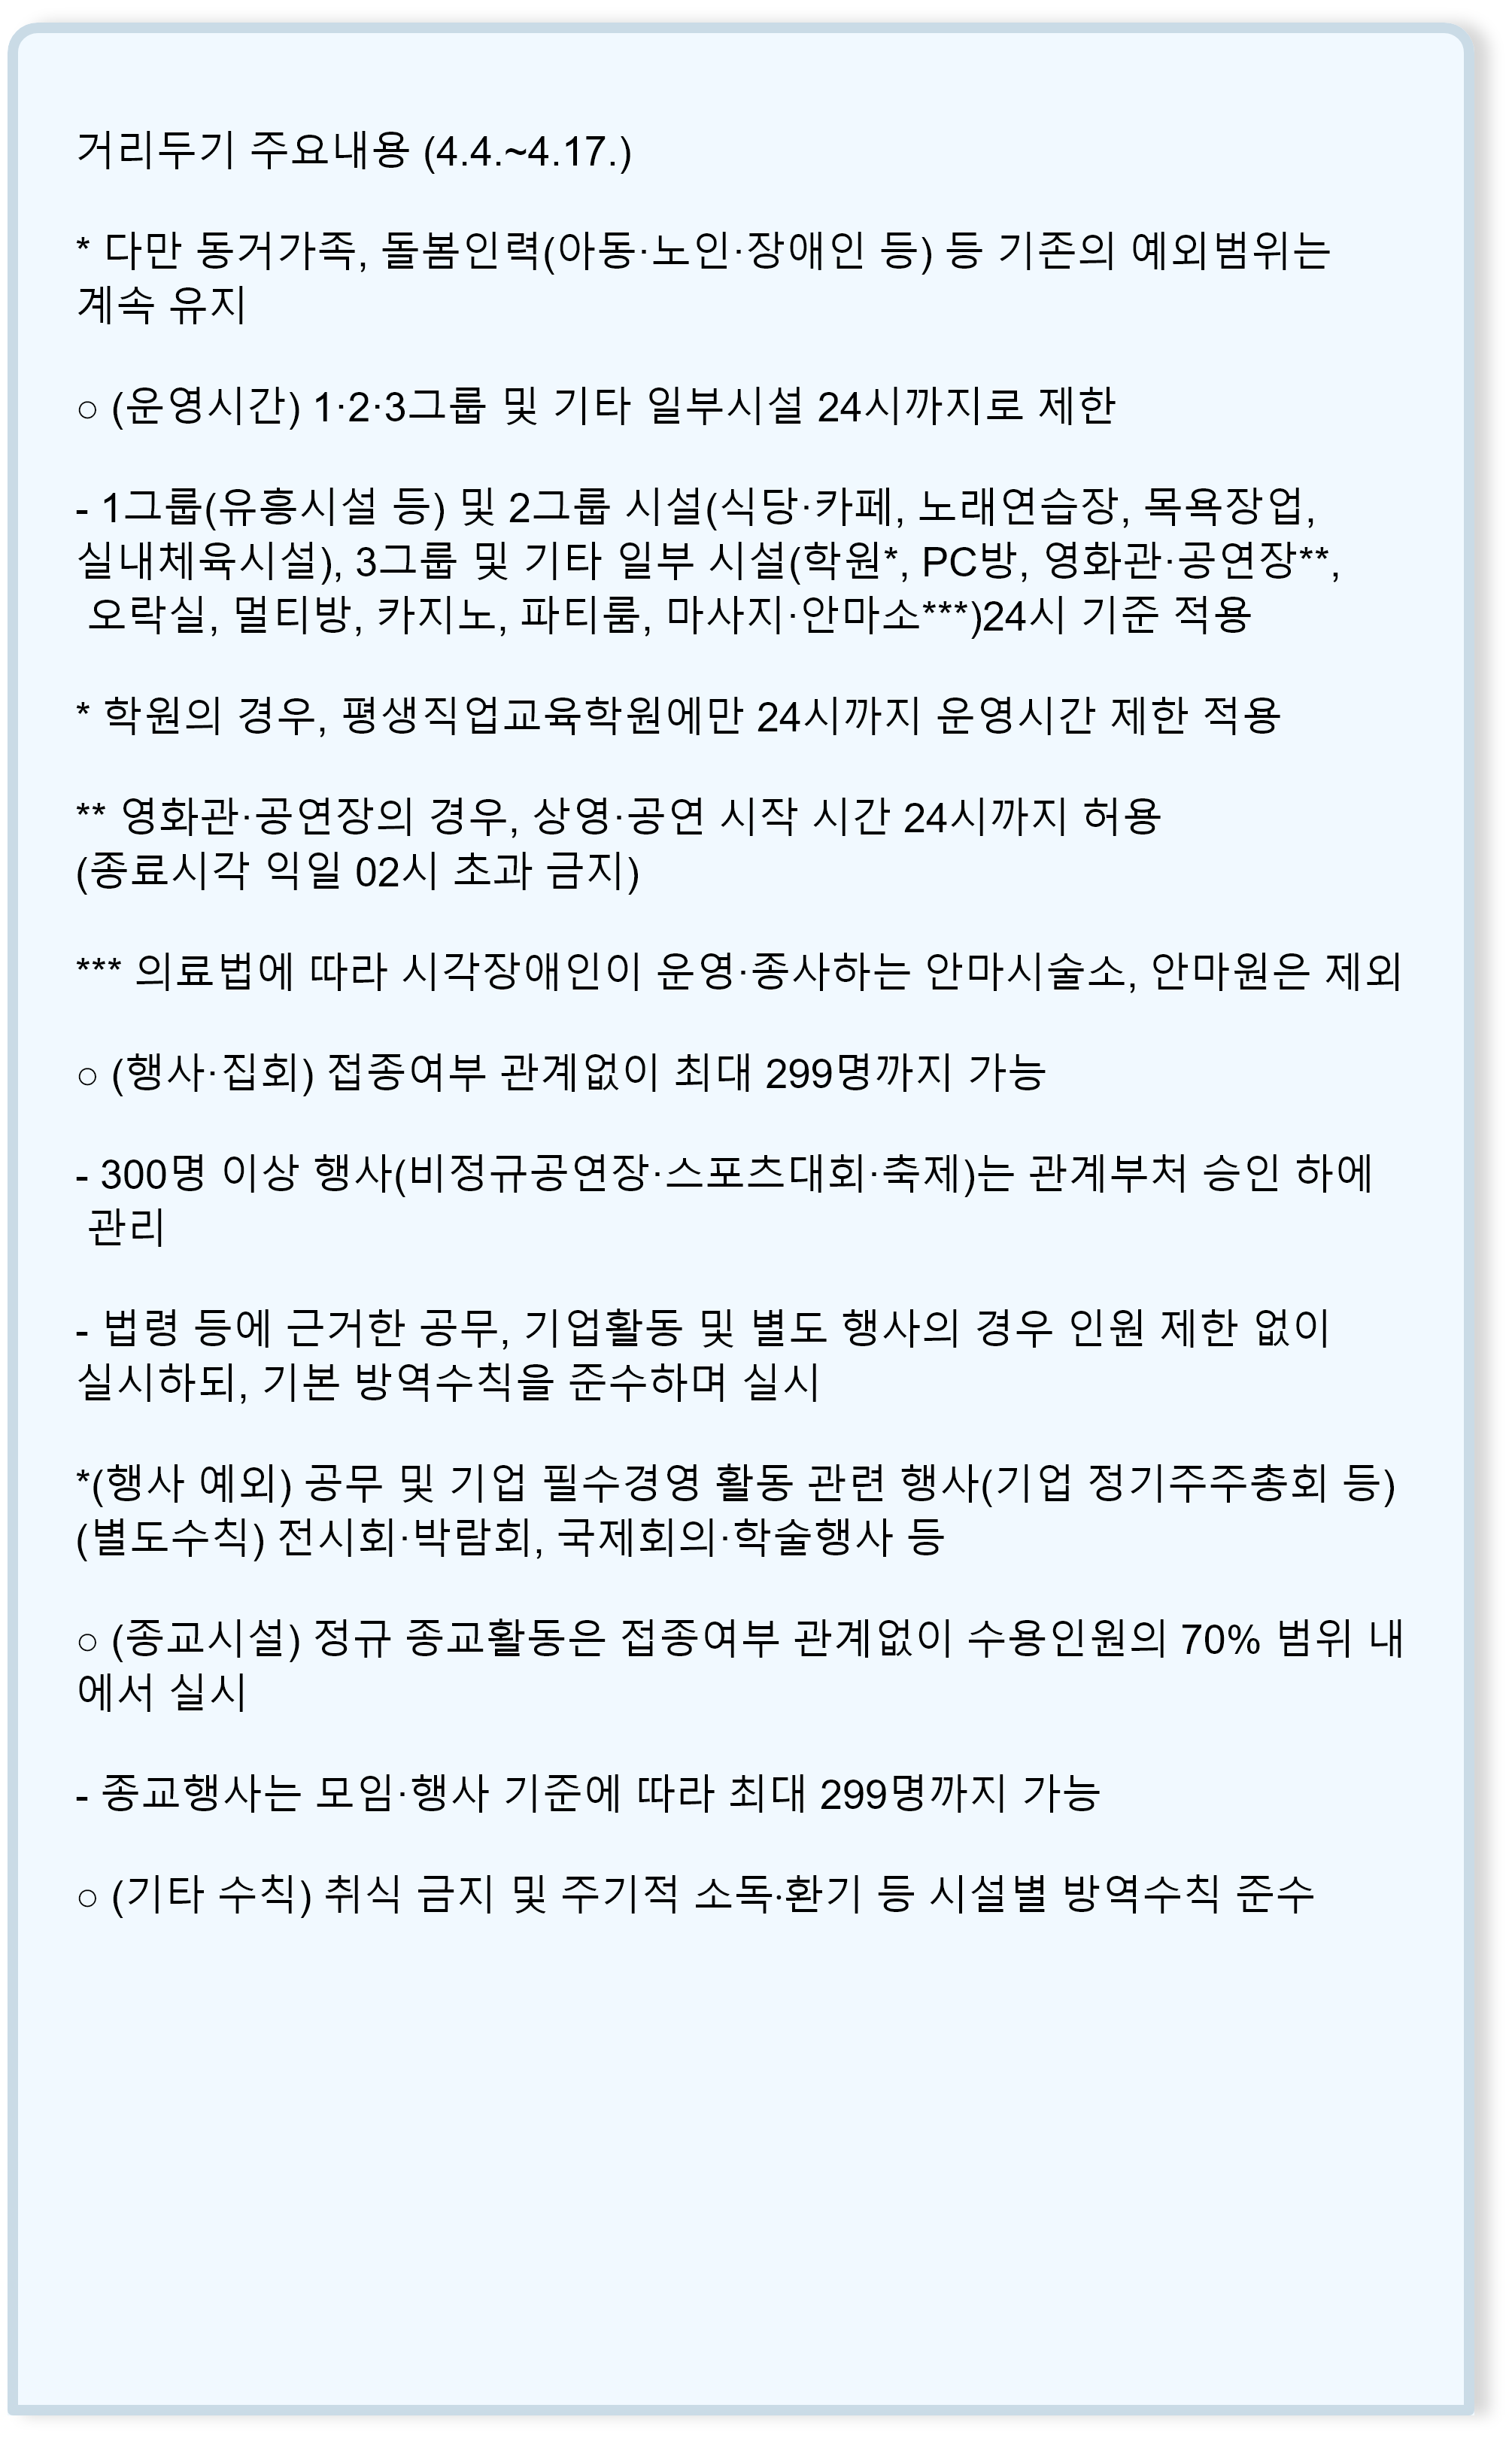 거리두기 주요내용 (4.4.~4.17.)
* 다만 동거가족, 돌봄인력(아동·노인·장애인 등) 등 기존의 예외범위는
계속 유지
○ (운영시간) 1·2·3그룹 및 기타 일부시설 24시까지로 제한
- 1그룹(유흥시설 등) 및 2그룹 시설(식당·카페, 노래연습장, 목욕장업,
실내체육시설), 3그룹 및 기타 일부 시설(학원*, PC방, 영화관·공연장**,
오락실, 멀티방, 카지노, 파티룸, 마사지·안마소***)24시 기준 적용
* 학원의 경우, 평생직업교육학원에만 24시까지 운영시간 제한 적용
** 영화관·공연장의 경우, 상영·공연 시작 시간 24시까지 허용
(종료시각 익일 02시 초과 금지)
*** 의료법에 따라 시각장애인이 운영·종사하는 안마시술소, 안마원은 제외
○ (행사·집회) 접종여부 관계없이 최대 299명까지 가능
- 300명 이상 행사(비정규공연장·스포츠대회·축제)는 관계부처 승인 하에
관리
- 법령 등에 근거한 공무, 기업활동 및 별도 행사의 경우 인원 제한 없이
실시하되, 기본 방역수칙을 준수하며 실시
*(행사 예외) 공무 및 기업 필수경영 활동 관련 행사(기업 정기주주총회 등)
(별도수칙) 전시회·박람회, 국제회의·학술행사 등
○ (종교시설) 정규 종교활동은 접종여부 관계없이 수용인원의 70% 범위 내
에서 실시
- 종교행사는 모임·행사 기준에 따라 최대 299명까지 가능
○ (기타 수칙) 취식 금지 및 주기적 소독·환기 등 시설별 방역수칙 준수